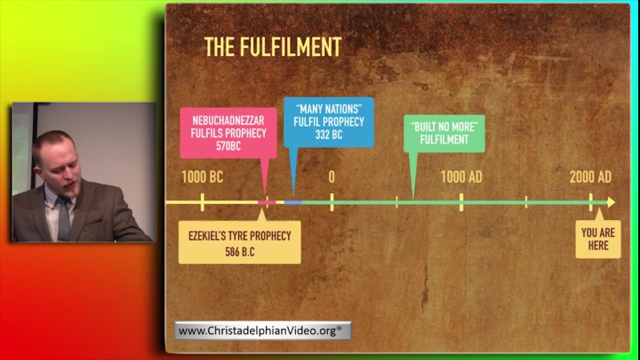 THE FULFILMENT
NEBUCHADNEZZAR
FULFILS PROPHECY
570BC
"MANY NATIONS"
FULFIL PROPHECY
332 BC
"BUILT NO MORE"
FULFILMENT
1000 BC
0
1000 AD
2000 AD
EZEKIEL'S TYRE PROPHECY
586 B.C
YOU ARE
HERE
www.ChristadelphianVideo.org®